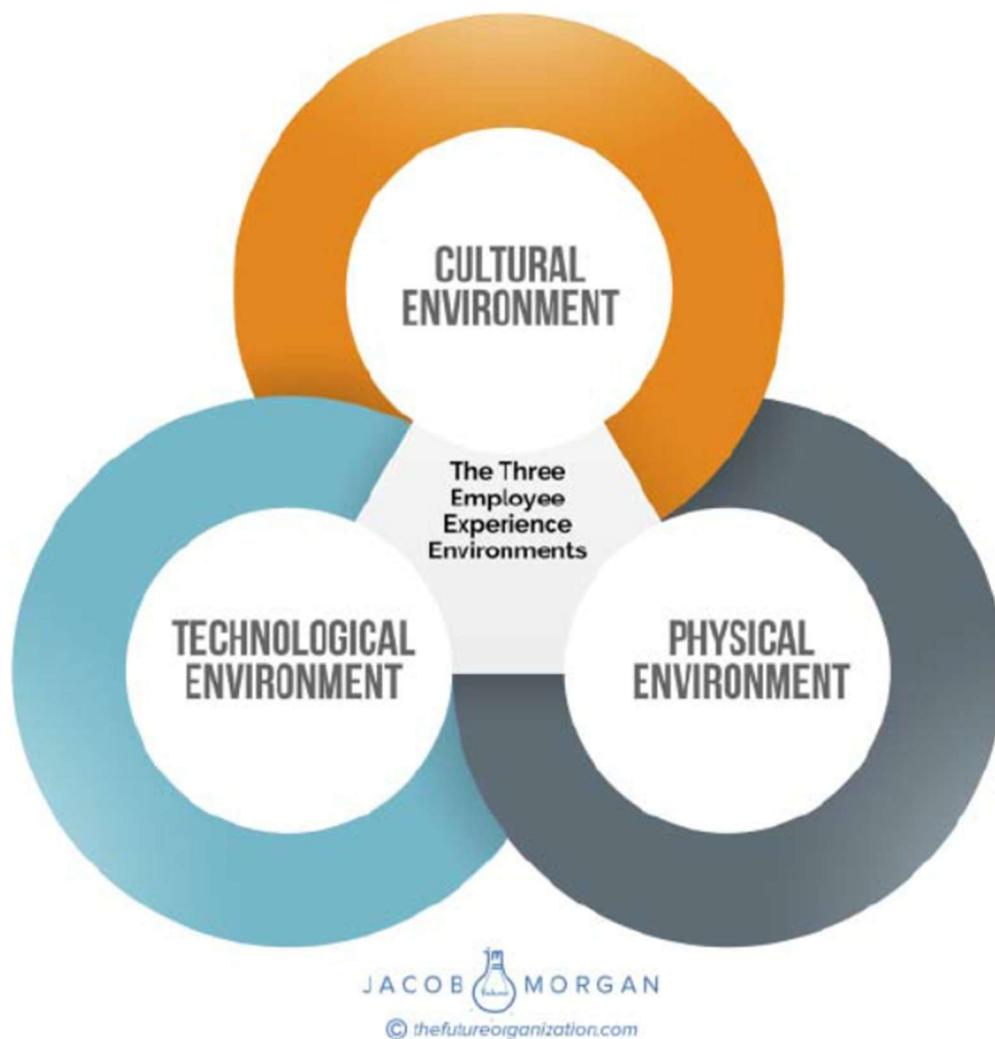 CULTURAL
ENVIRONMENT
The Three
Employee
Experience
Environments
TECHNOLOGICAL
ENVIRONMENT
PHYSICAL
ENVIRONMENT
JACOB MORGAN
© thefutureorganization.com